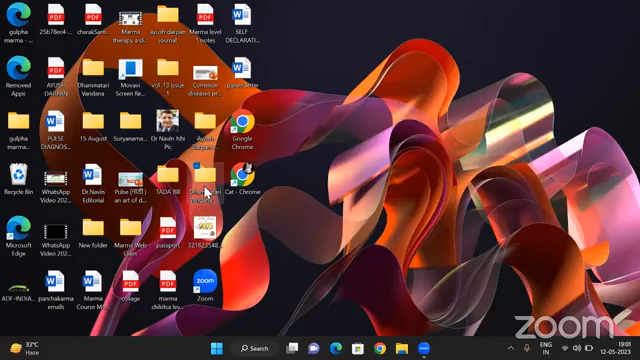 gulpha marma
25b78ec4-...
charakSam...
Marma therapy a di...
ayush darpan journal
Marma level 1 notes
SELF DECLARATI...
Removed Apps
AYUSH DARPAN
Dhanvnatari Vandana
Movavi Screen Re...
vol .13 issue 1
Common diseases pr...
parent letter
gulpha marma
PULSE DIAGNOS...
15 August
Suryanama...
Dr Navin Joshi Pic
Ayush Darpan...
Google Chrome
Recycle Bin
WhatsApp Video 202...
Dr.Navin Editorial
Pulse (नाडी) an art of d...
TADA Bill
Cat - Chrome
Microsoft Edge
WhatsApp Video 202...
New folder
Marma Web Class
passport
321623548...
ADF-INDIA...
panchakarma emails
Marma Course Ma...
collage
marma chikitsa lev...
Zoom
zoom
33°C
Haze
Search
ENG
IN
19:01
12-05-2023